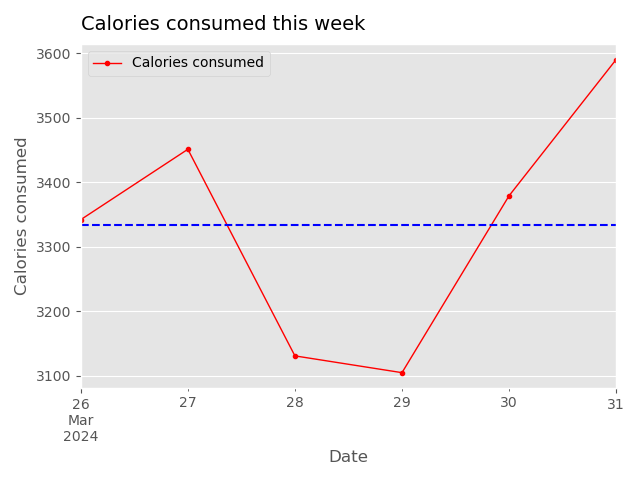 Calories consumed this week
3600
Calories consumed
3500
3400
3300
3200
3100
Calories consumed
26
Mar
2024
27
28
29
30
31
Date